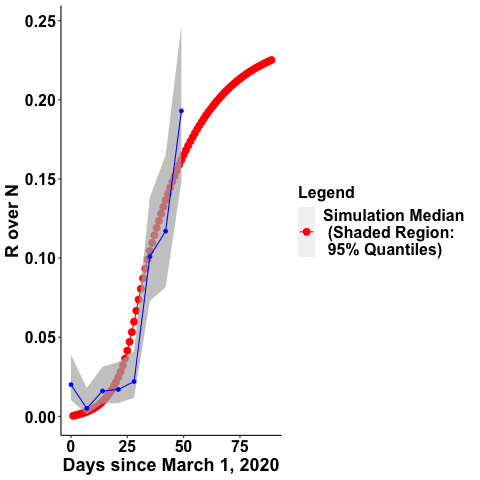 0.25
0.20
0.15
0.10
0.05
0.00
R over N
0 25 50 75
Days since March 1, 2020
Legend
Simulation Median
(Shaded Region:
95% Quantiles)